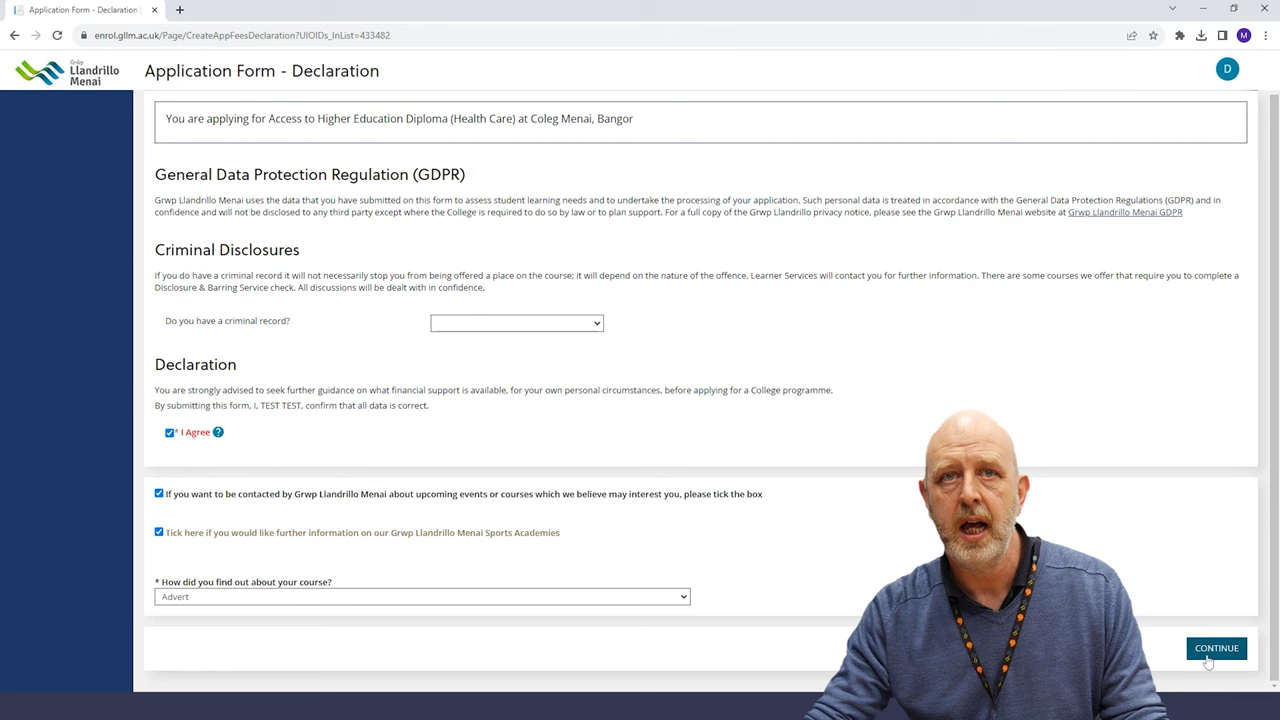 Application Form - Declaration
enrol.gllm.ac.uk/Page/CreateAppFeesDeclaration?UIOIDs_InList=433482
M
Grŵp
Llandrillo
Menai
Application Form - Declaration
D
You are applying for Access to Higher Education Diploma (Health Care) at Coleg Menai, Bangor
General Data Protection Regulation (GDPR)
Grwp Llandrillo Menai uses the data that you have submitted on this form to assess student learning needs and to undertake the processing of your application. Such personal data is treated in accordance with the General Data Protection Regulations (GDPR) and in
confidence and will not be disclosed to any third party except where the College is required to do so by law or to plan support. For a full copy of the Grwp Llandrillo privacy notice, please see the Grwp Llandrillo Menai website at Grwp Llandrillo Menai GDPR
Criminal Disclosures
If you do have a criminal record it will not necessarily stop you from being offered a place on the course; it will depend on the nature of the offence. Learner Services will contact you for further information. There are some courses we offer that require you to complete a
Disclosure & Barring Service check. All discussions will be dealt with in confidence.
Do you have a criminal record?
Declaration
You are strongly advised to seek further guidance on what financial support is available, for your own personal circumstances, before applying for a College programme.
By submitting this form, I, TEST TEST, confirm that all data is correct.
* I Agree ?
If you want to be contacted by Grwp Llandrillo Menai about upcoming events or courses which we believe may interest you, please tick the box
Tick here if you would like further information on our Grwp Llandrillo Menai Sports Academies
* How did you find out about your course?
Advert
CONTINUE